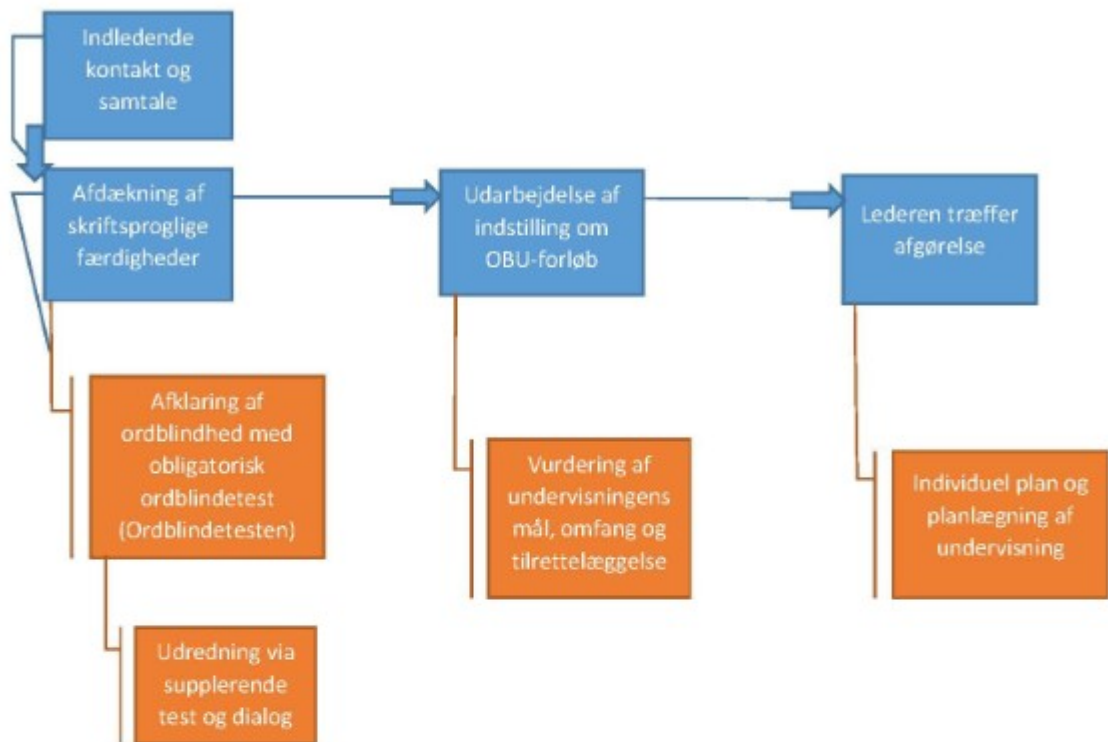 Indledende
kontakt og
samtale
Afdækning af
skriftsproglige
færdigheder
Udarbejdelse af
indstilling om
OBU-forløb
Lederen træffer
afgørelse
Afklaring af
ordblindhed med
obligatorisk
ordblindetest
(Ordblindetesten)
Vurdering af
undervisningens
mål, omfang og
tilrettelæggelse
Individuel plan og
planlægning af
undervisning
Udredning via
supplerende
test og dialog